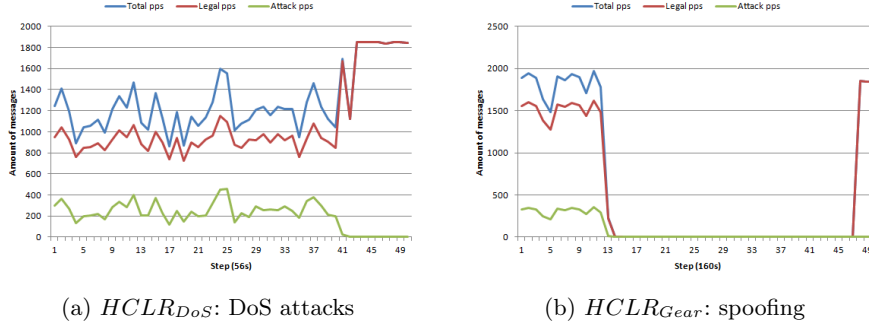 Total pps Legal pps Attack pps
Amount of messages
2000
1800
1600
1400
1200
1000
800
600
400
200
0
1 5 9 13 17 21 25 29 33 37 41 45 49
Step (56s)
(a) HCLR_DoS: DoS attacks
Total pps Legal pps Attack pps
Amount of messages
2500
2000
1500
1000
500
0
1 5 9 13 17 21 25 29 33 37 41 45 49
Step (160s)
(b) HCLR_Gear: spoofing